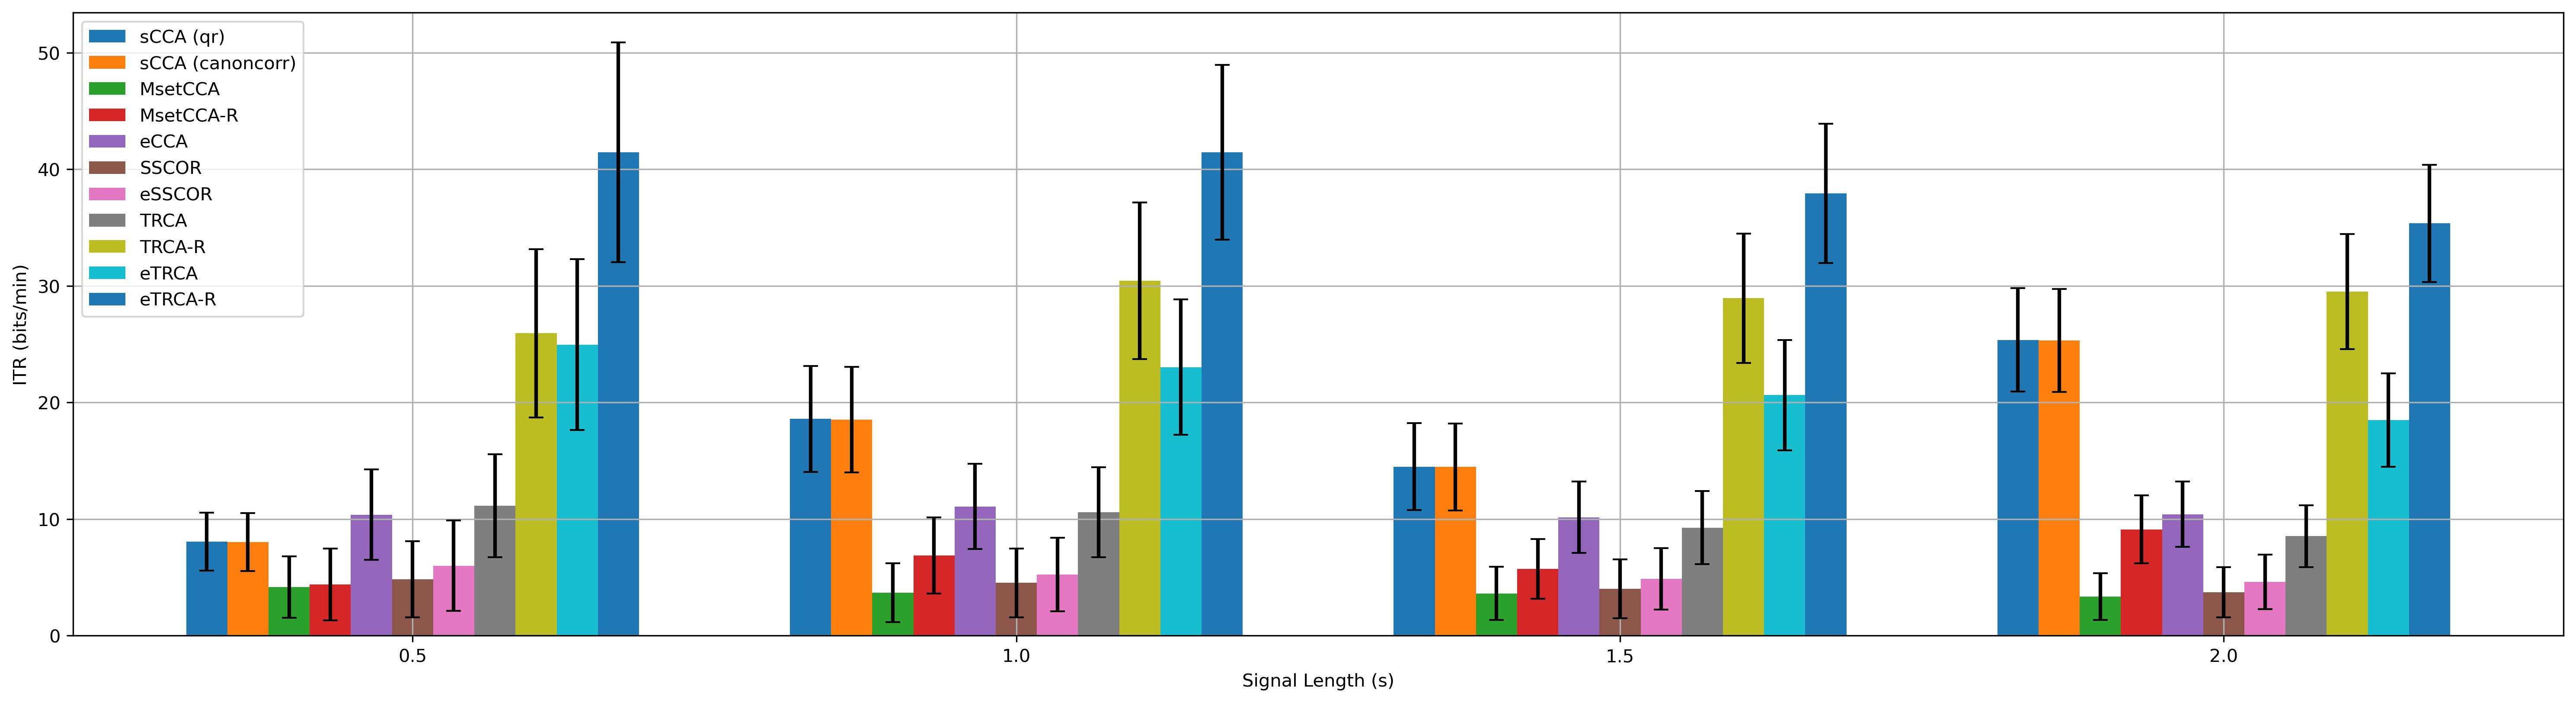 sCCA (qr)
sCCA (canoncorr)
MsetCCA
MsetCCA-R
eCCA
SSCOR
eSSCOR
TRCA
TRCA-R
eTRCA
eTRCA-R
50
40
30
20
10
0
ITR (bits/min)
0.5 1.0 1.5 2.0
Signal Length (s)